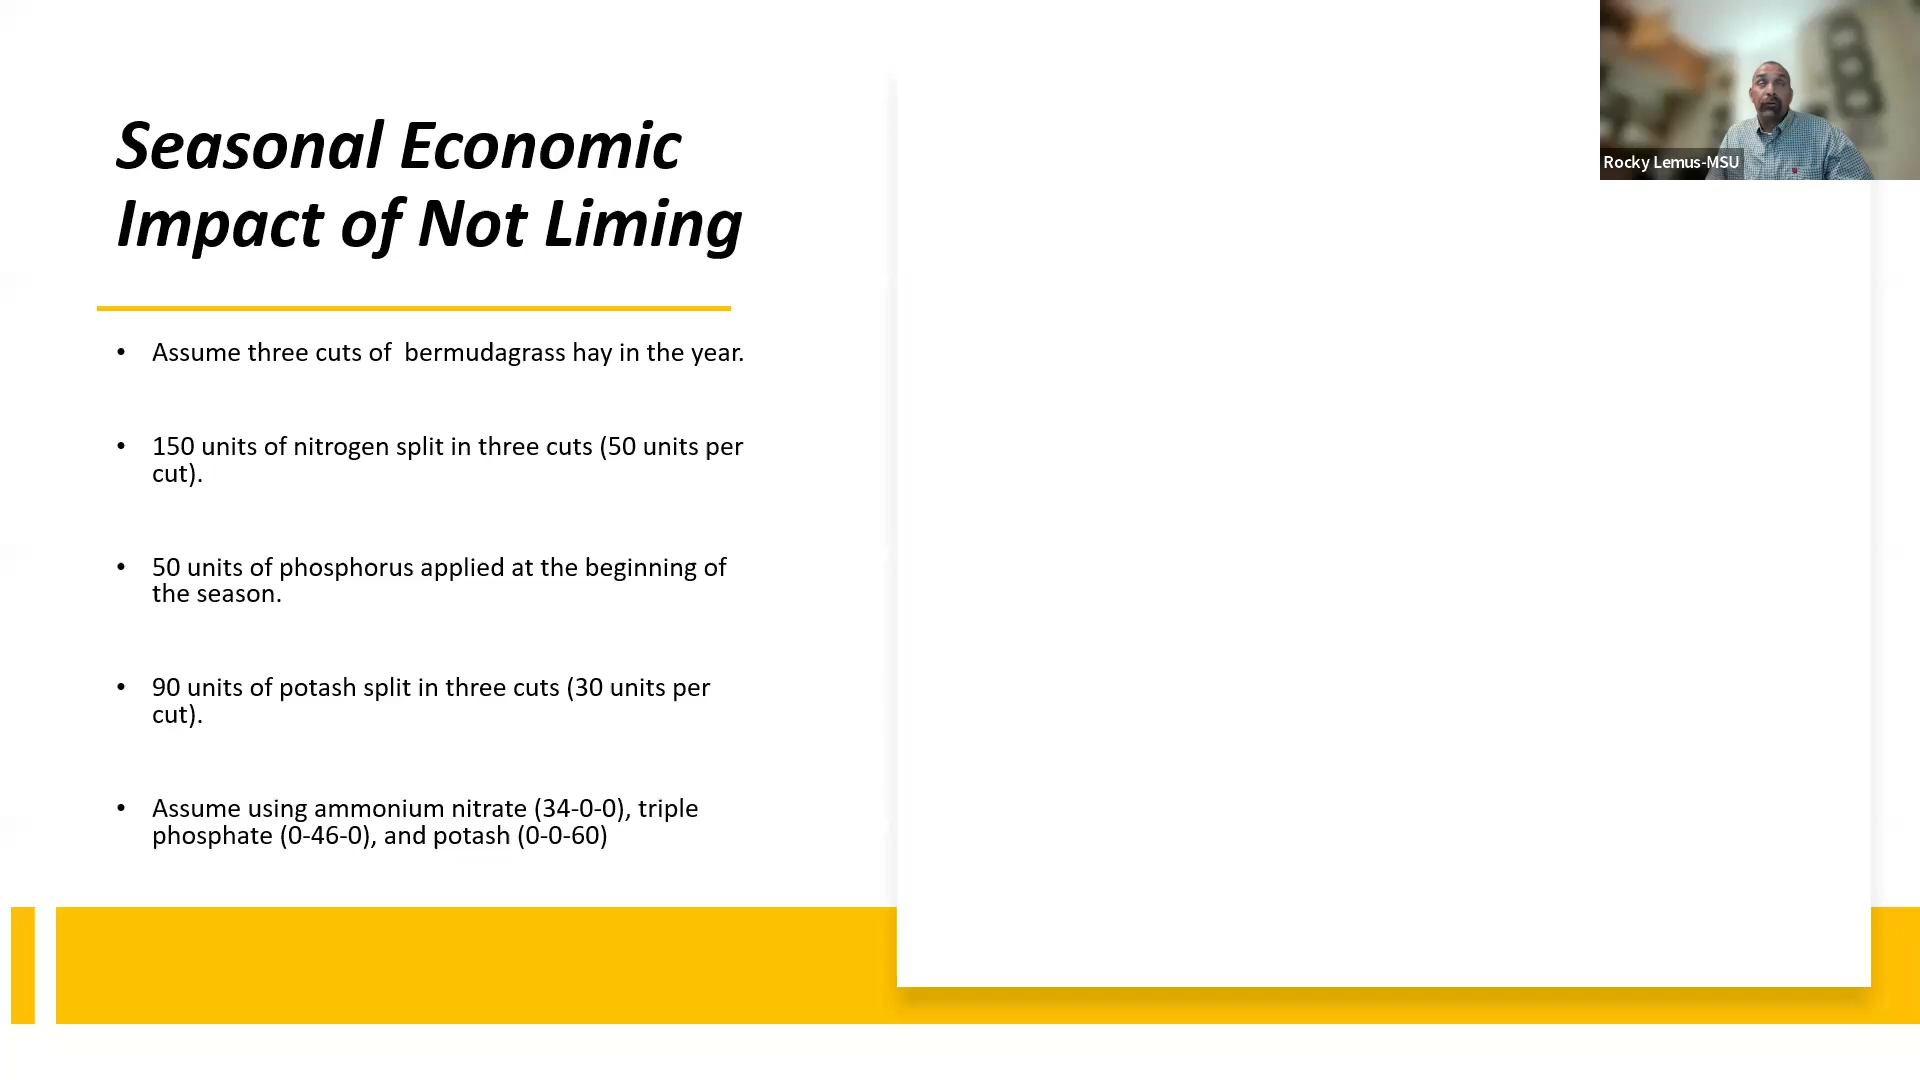 Seasonal Economic
Impact of Not Liming
• Assume three cuts of  bermudagrass hay in the year.
• 150 units of nitrogen split in three cuts (50 units per
cut).
• 50 units of phosphorus applied at the beginning of
the season.
• 90 units of potash split in three cuts (30 units per
cut).
• Assume using ammonium nitrate (34-0-0), triple
phosphate (0-46-0), and potash (0-0-60)
Rocky Lemus-MSU